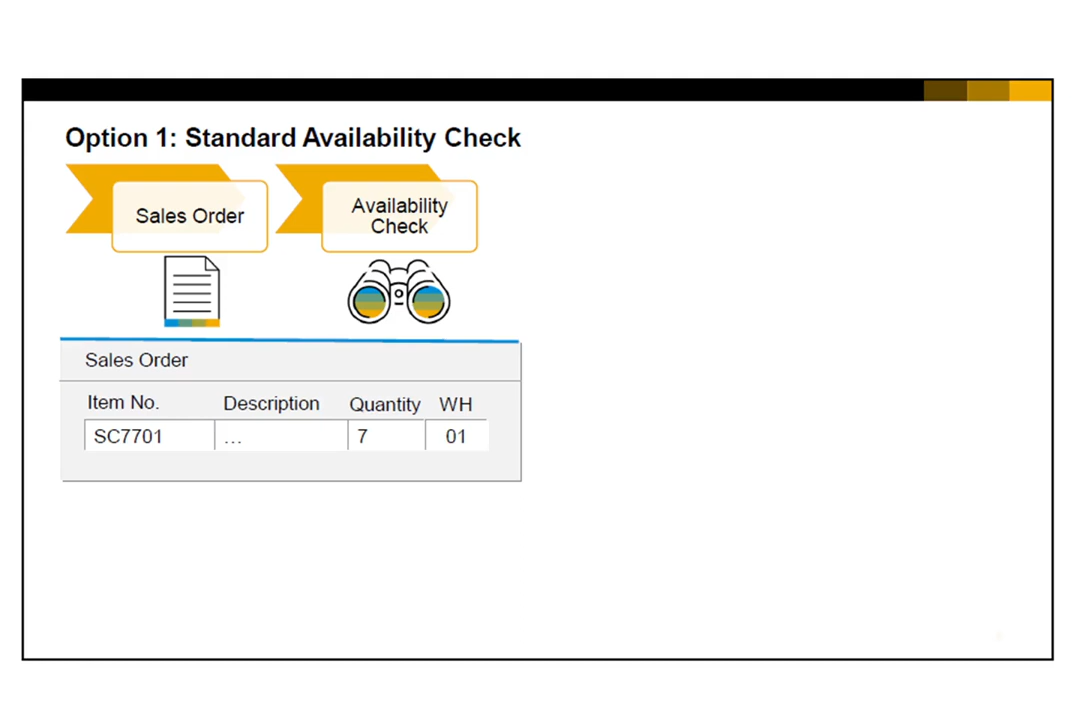 Option 1: Standard Availability Check
Sales Order
Availability
Check
Sales Order
Item No. Description Quantity WH
SC7701 ... 7 01